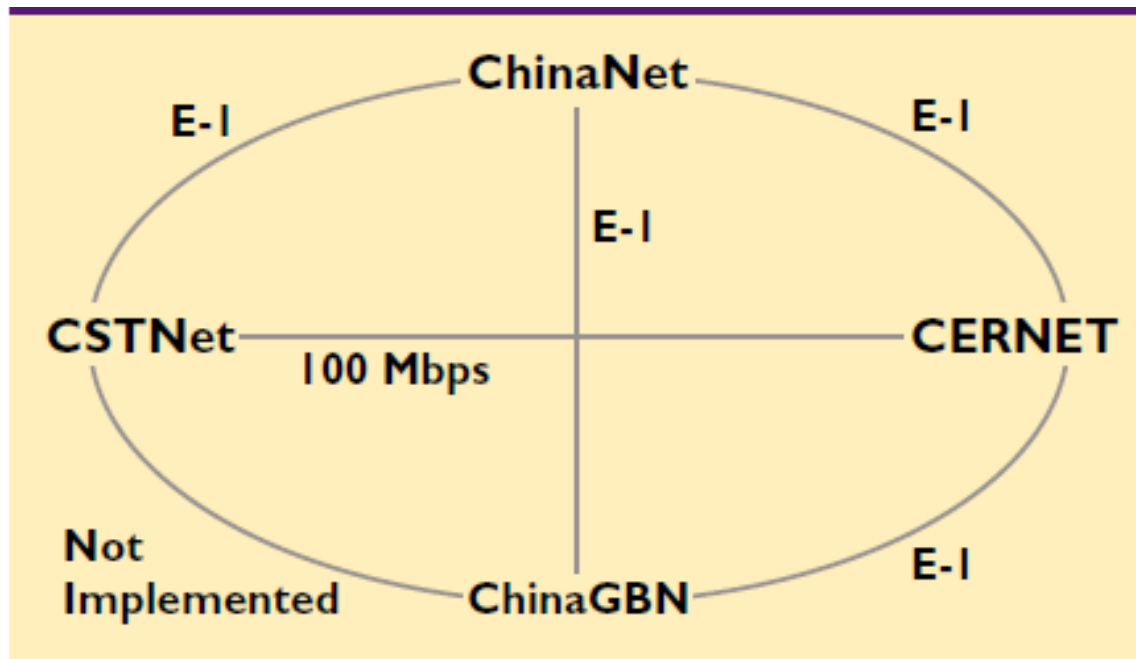 ChinaNet
E-1
E-1
E-1
CSTNet
CERNET
100 Mbps
Not
Implemented
E-1
ChinaGBN